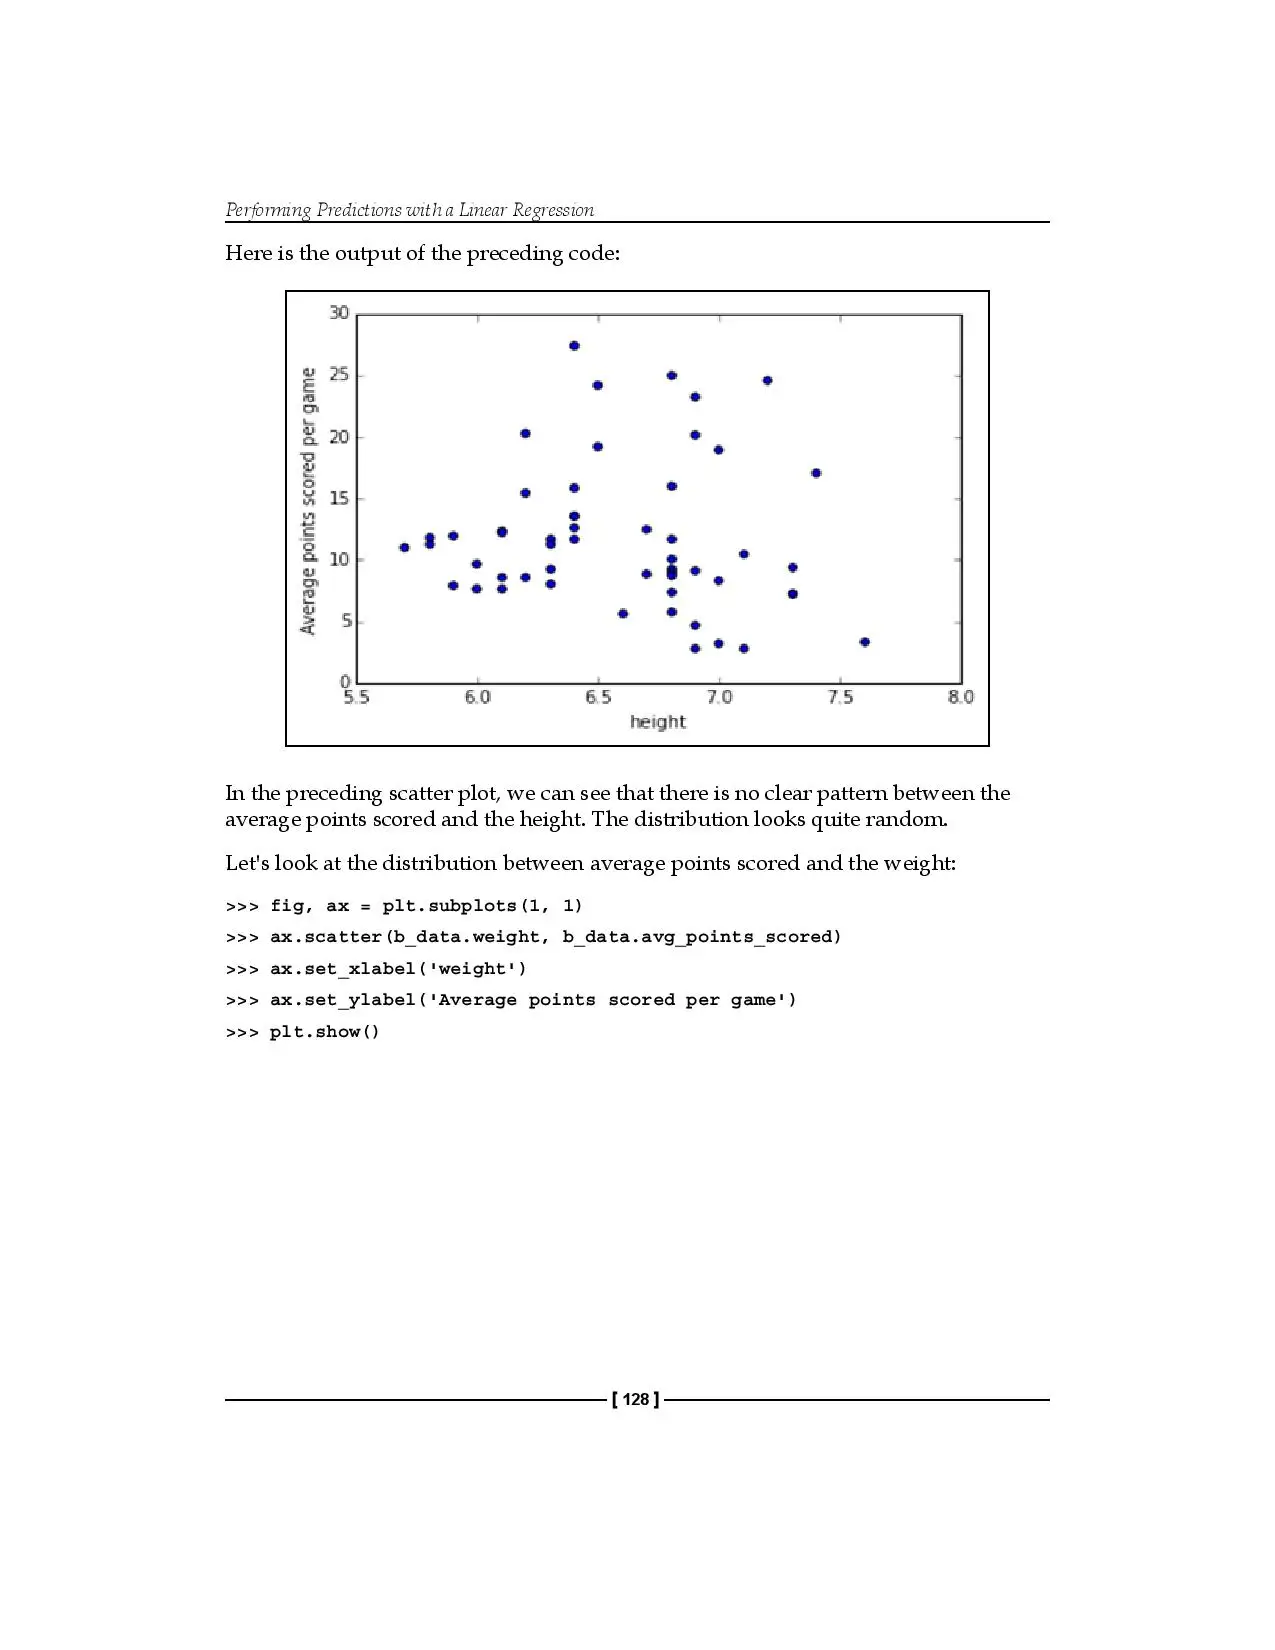 Performing Predictions with a Linear Regression
Here is the output of the preceding code:
30
25
20
15
10
5
0
Average points scored per game
5.5 6.0 6.5 7.0 7.5 8.0
height
In the preceding scatter plot, we can see that there is no clear pattern between the
average points scored and the height. The distribution looks quite random.
Let's look at the distribution between average points scored and the weight:
>>> fig, ax = plt.subplots(1, 1)
>>> ax.scatter(b_data.weight, b_data.avg_points_scored)
>>> ax.set_xlabel('weight')
>>> ax.set_ylabel('Average points scored per game')
>>> plt.show()
[ 128 ]